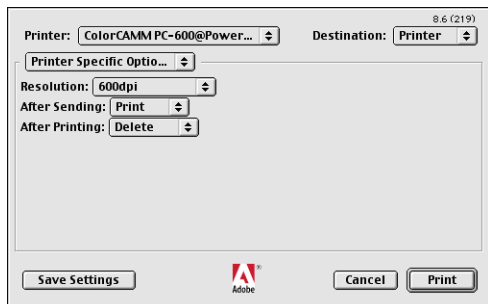 8.6 (219)
Printer: ColorCAMM PC-600@Power... Destination: Printer
Printer Specific Optio...
Resolution: 600dpi
After Sending: Print
After Printing: Delete
Save Settings Adobe® Cancel Print